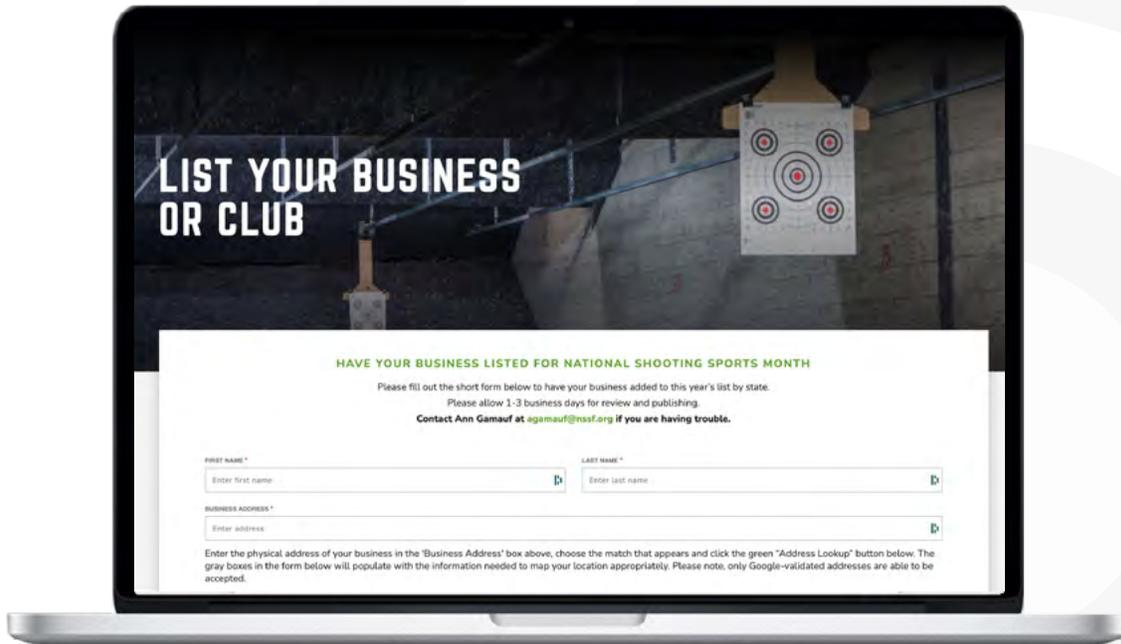 LIST YOUR BUSINESS
OR CLUB
HAVE YOUR BUSINESS LISTED FOR NATIONAL SHOOTING SPORTS MONTH
Please fill out the short form below to have your business added to this year's list by state.
Please allow 1-3 business days for review and publishing.
Contact Ann Gamauf at agamauf@nssf.org if you are having trouble.
FIRST NAME * LAST NAME *
Enter first name Enter last name
BUSINESS ADDRESS *
Enter address
Enter the physical address of your business in the 'Business Address' box above, choose the match that appears and click the green "Address Lookup" button below. The
gray boxes in the form below will populate with the information needed to map your location appropriately. Please note, only Google-validated addresses are able to be
accepted.